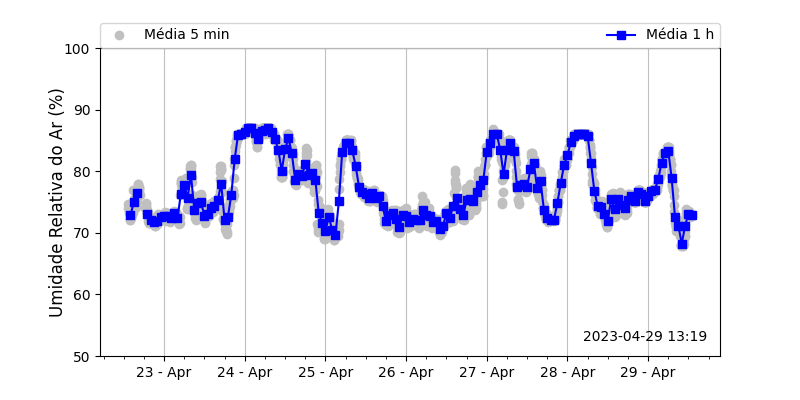 Média 5 min Média 1 h
100
90
80
70
60
50
Umidade Relativa do Ar (%)
2023-04-29 13:19
23 - Apr 24 - Apr 25 - Apr 26 - Apr 27 - Apr 28 - Apr 29 - Apr